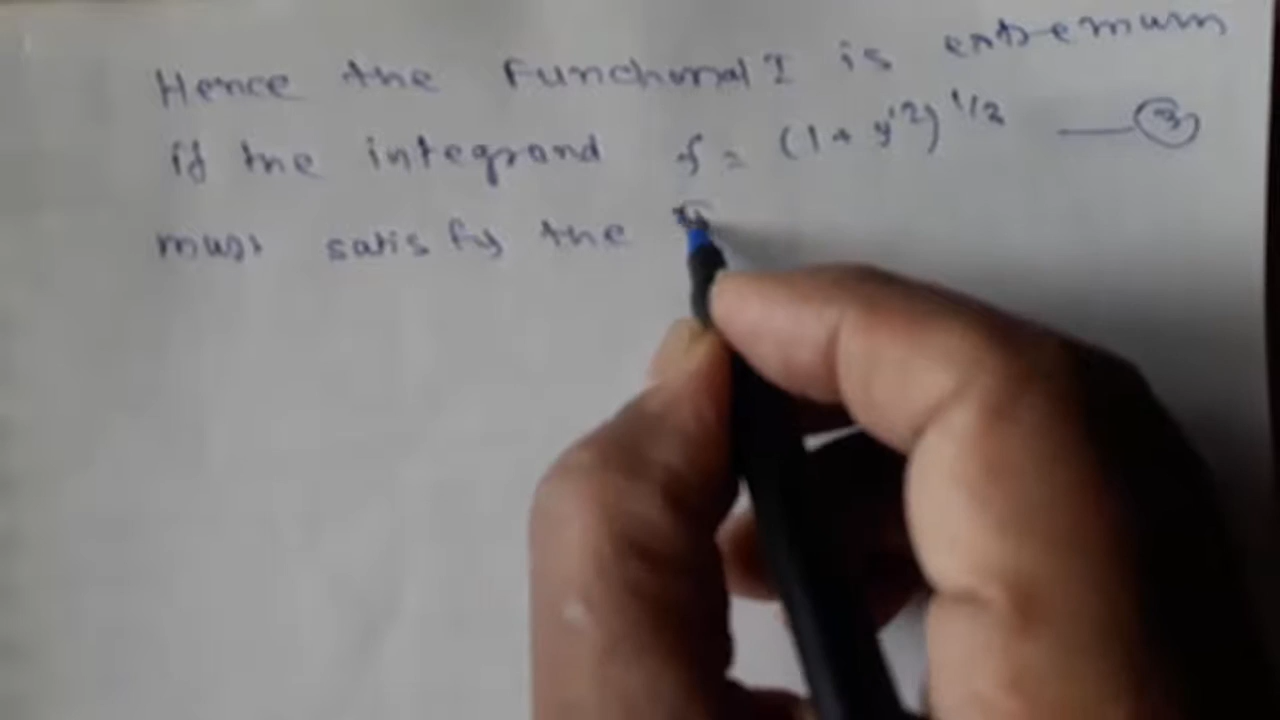 Hence the Functional I is extremum
if the integrand f = (1 + y'2)^1/2 —— ③
must satisfy the